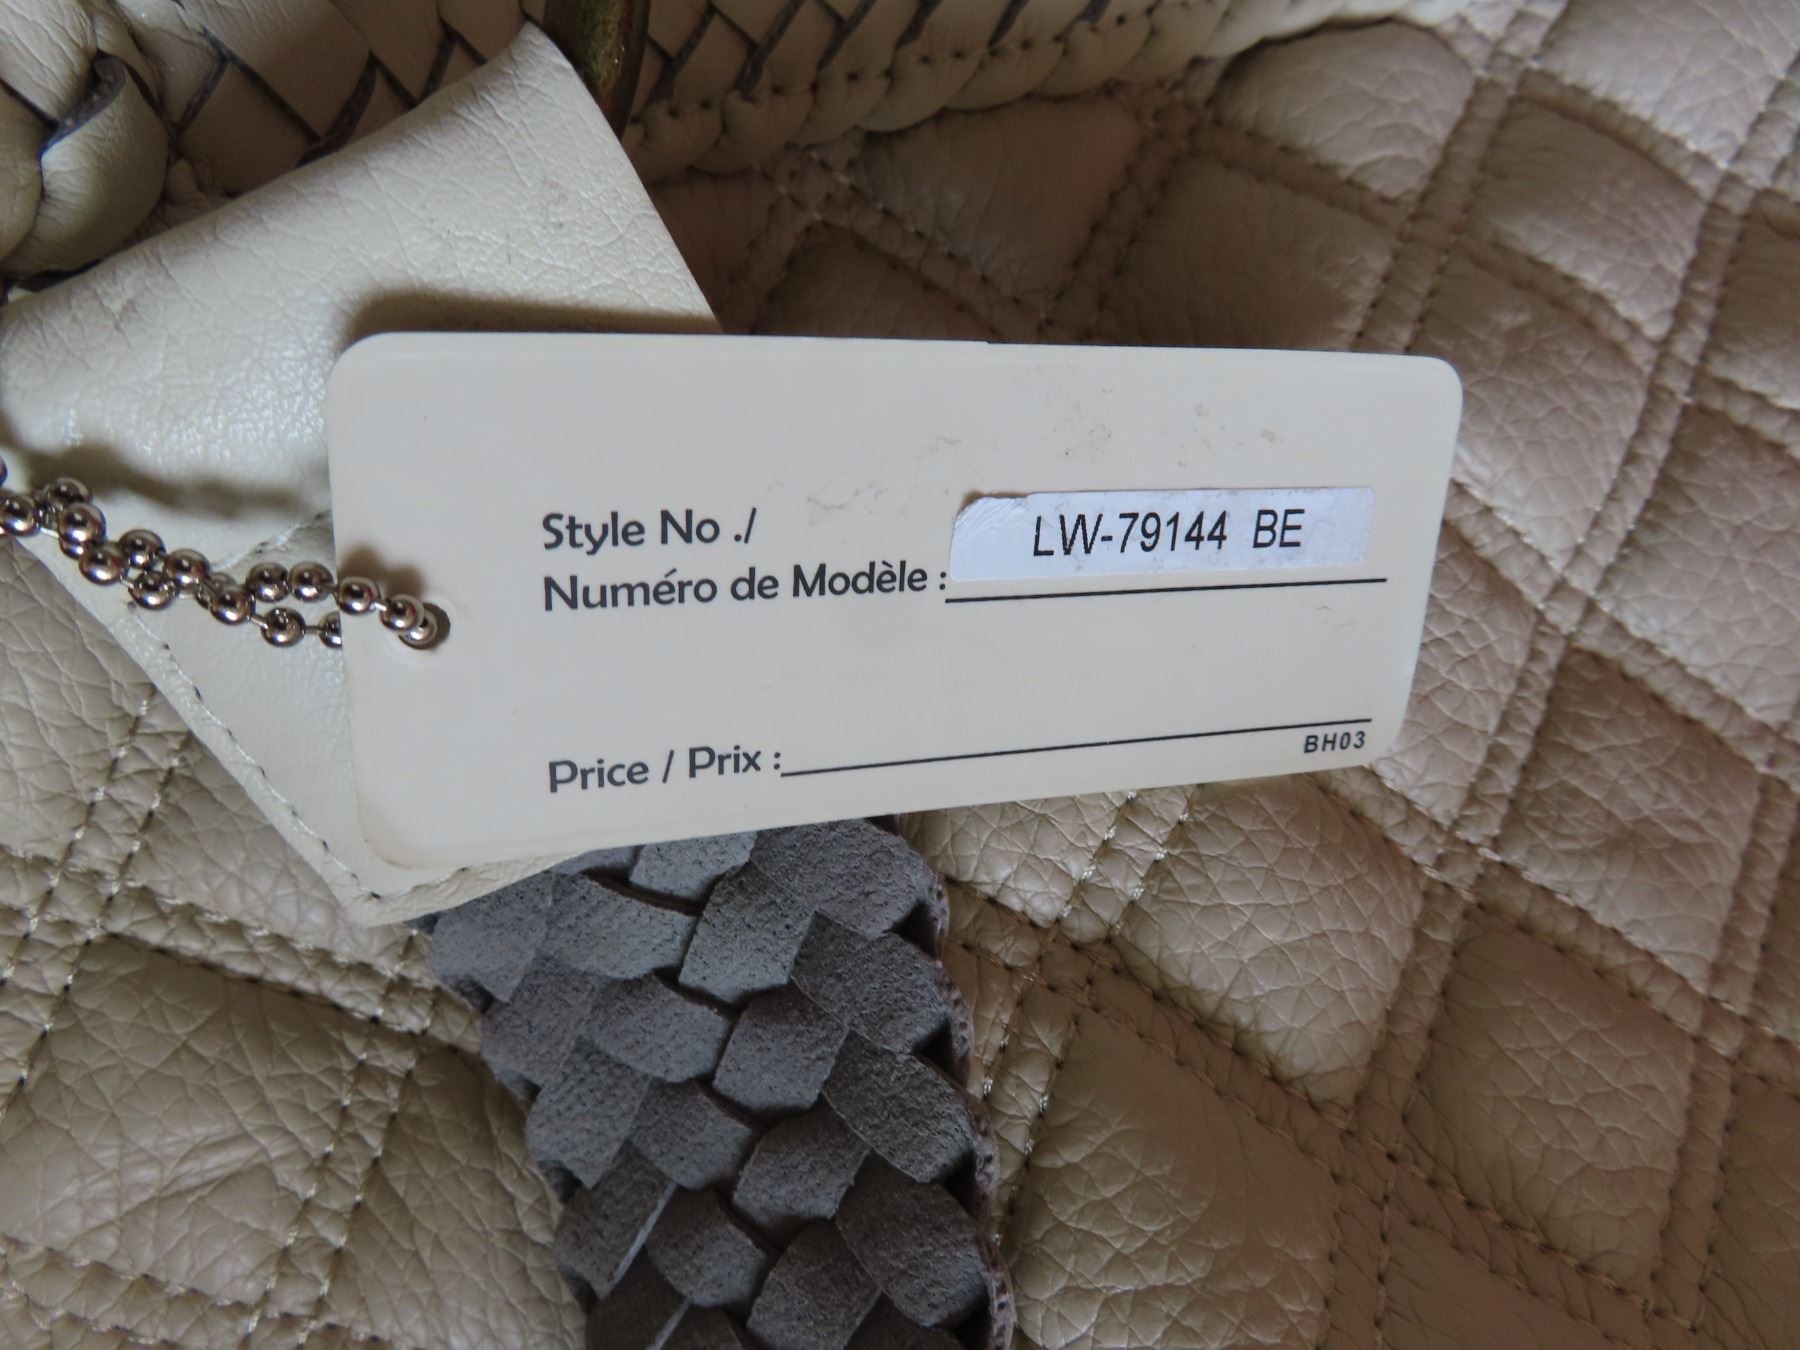 Style No ./
LW-79144 BE
Numéro de Modèle :
Price / Prix :
BH03